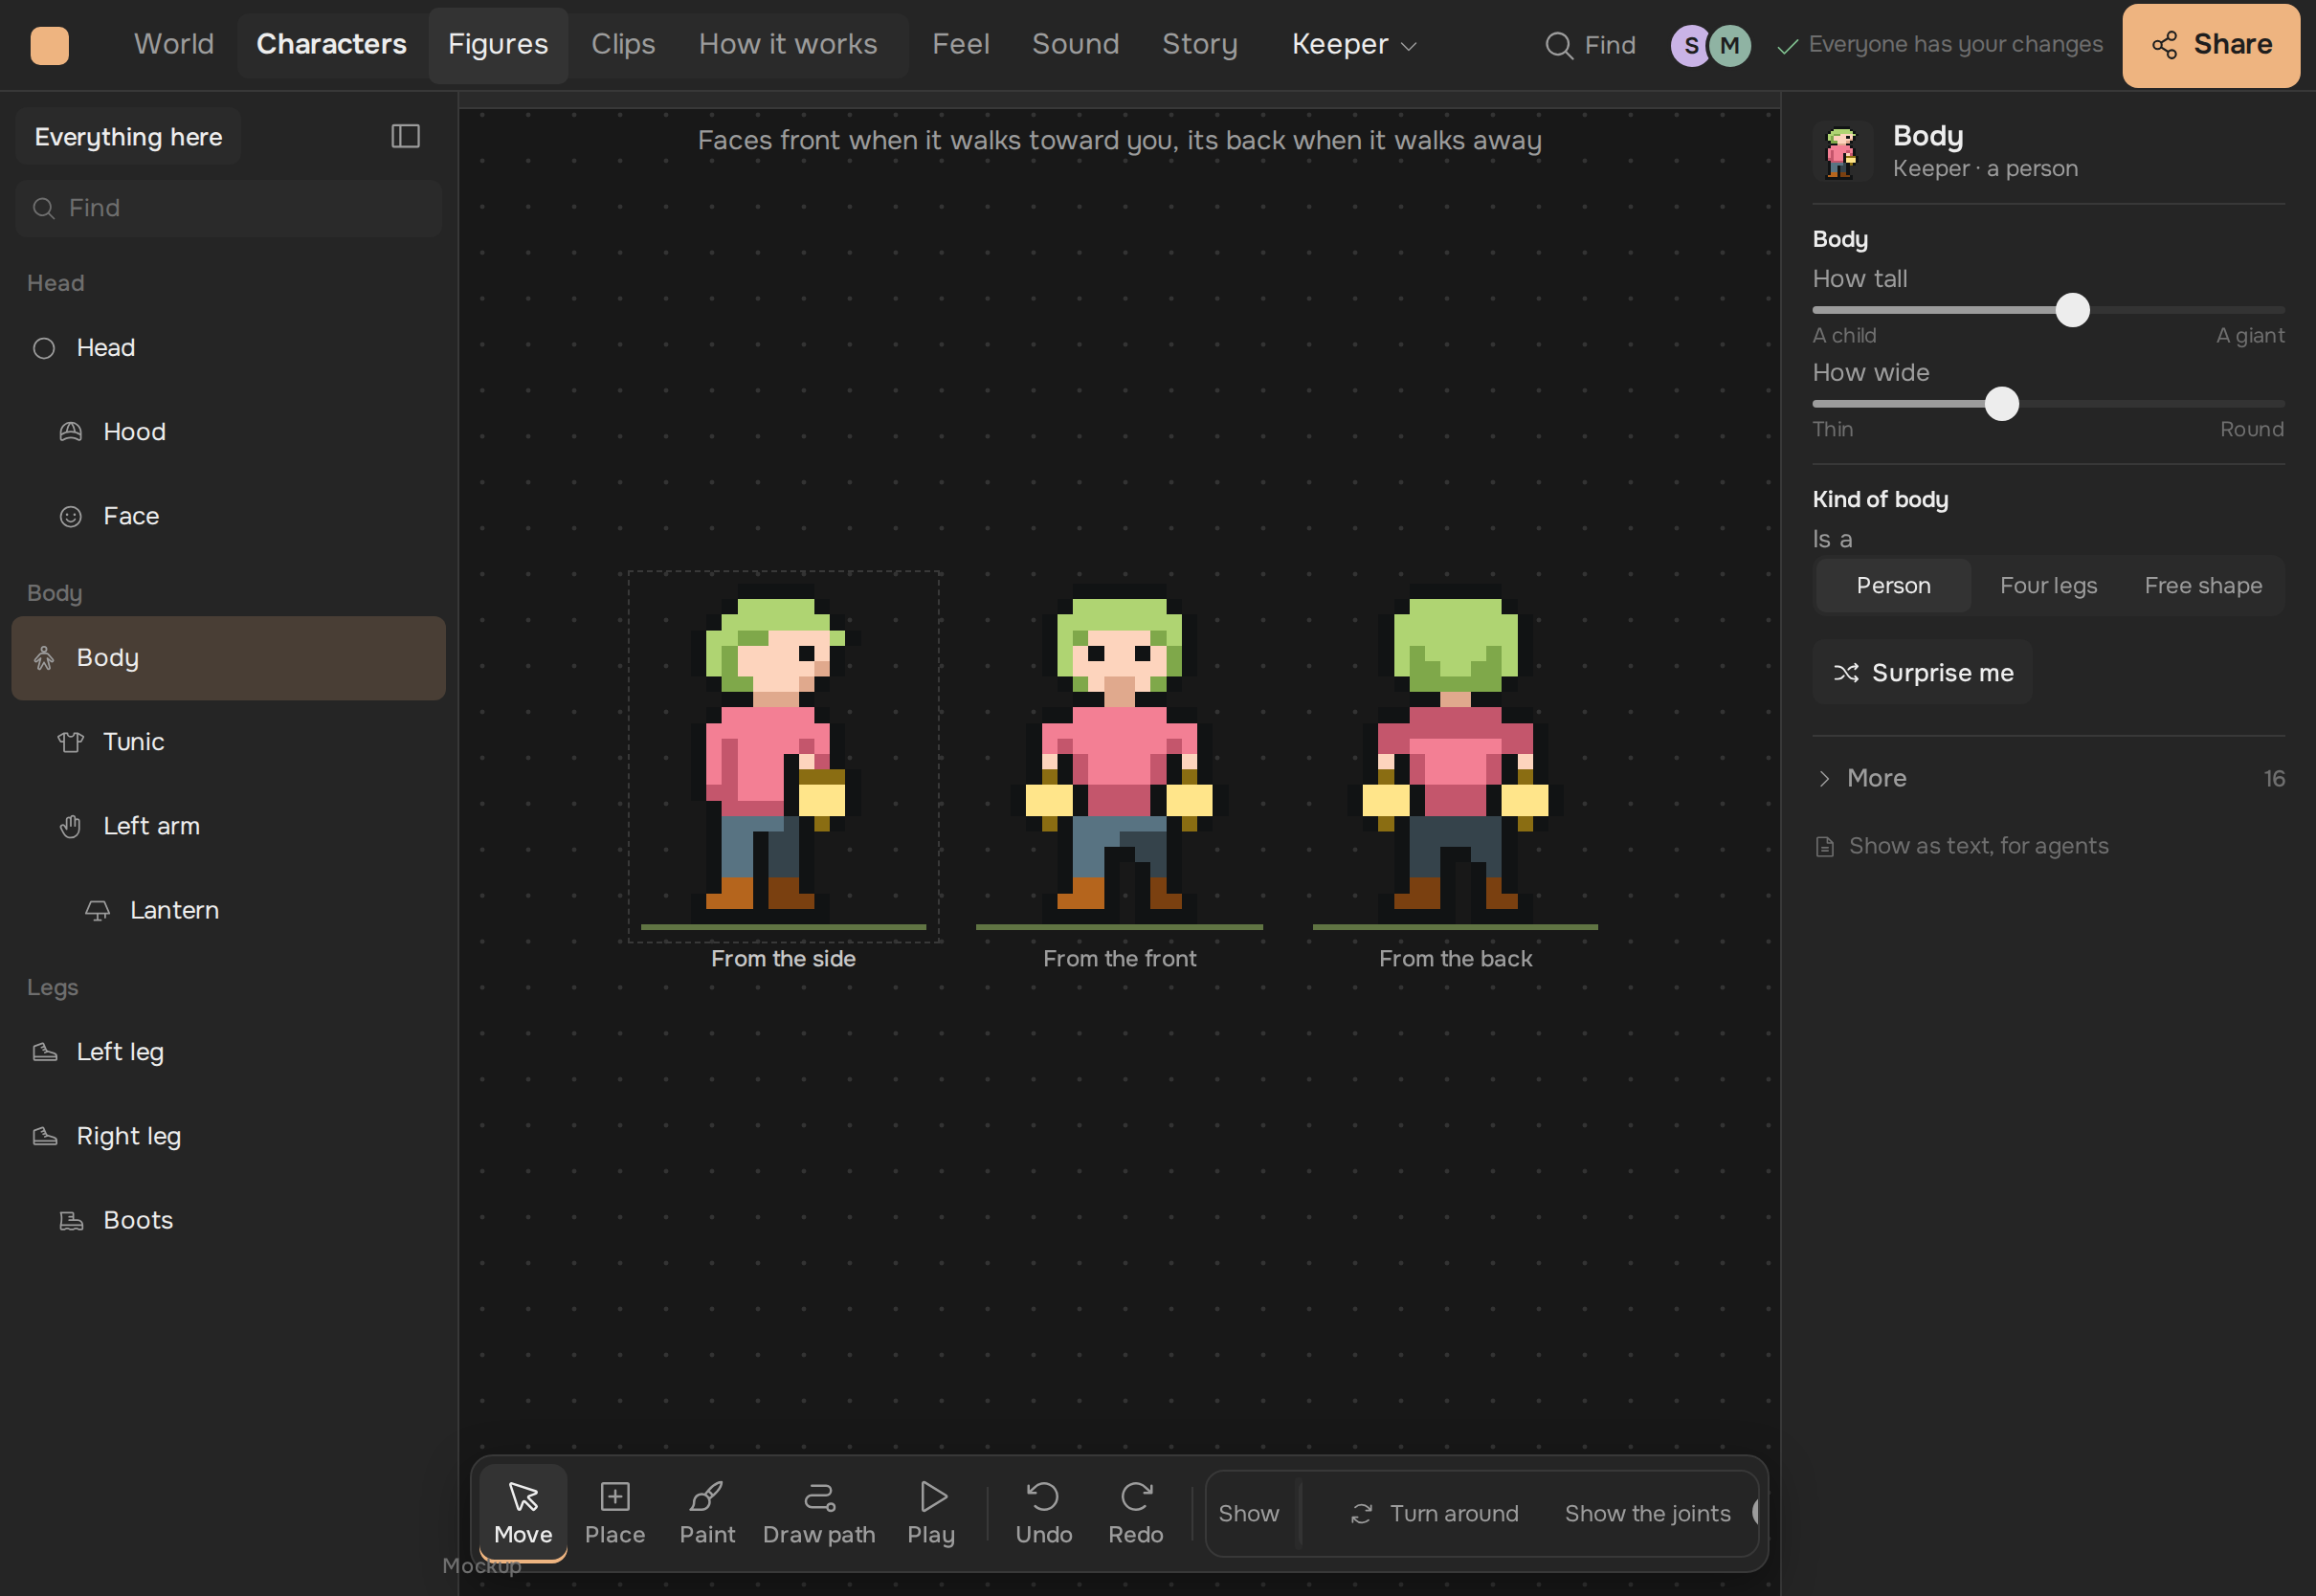 World Characters Figures Clips How it works Feel Sound Story Keeper Find S M Everyone has your changes Share
Everything here
Find
Head
Head
Hood
Face
Body
Body
Tunic
Left arm
Lantern
Legs
Left leg
Right leg
Boots
Faces front when it walks toward you, its back when it walks away
From the side From the front From the back
Move Place Paint Draw path Play Undo Redo Show Turn around Show the joints
Mockup
Body
Keeper · a person
Body
How tall
A child A giant
How wide
Thin Round
Kind of body
Is a
Person Four legs Free shape
Surprise me
More 16
Show as text, for agents